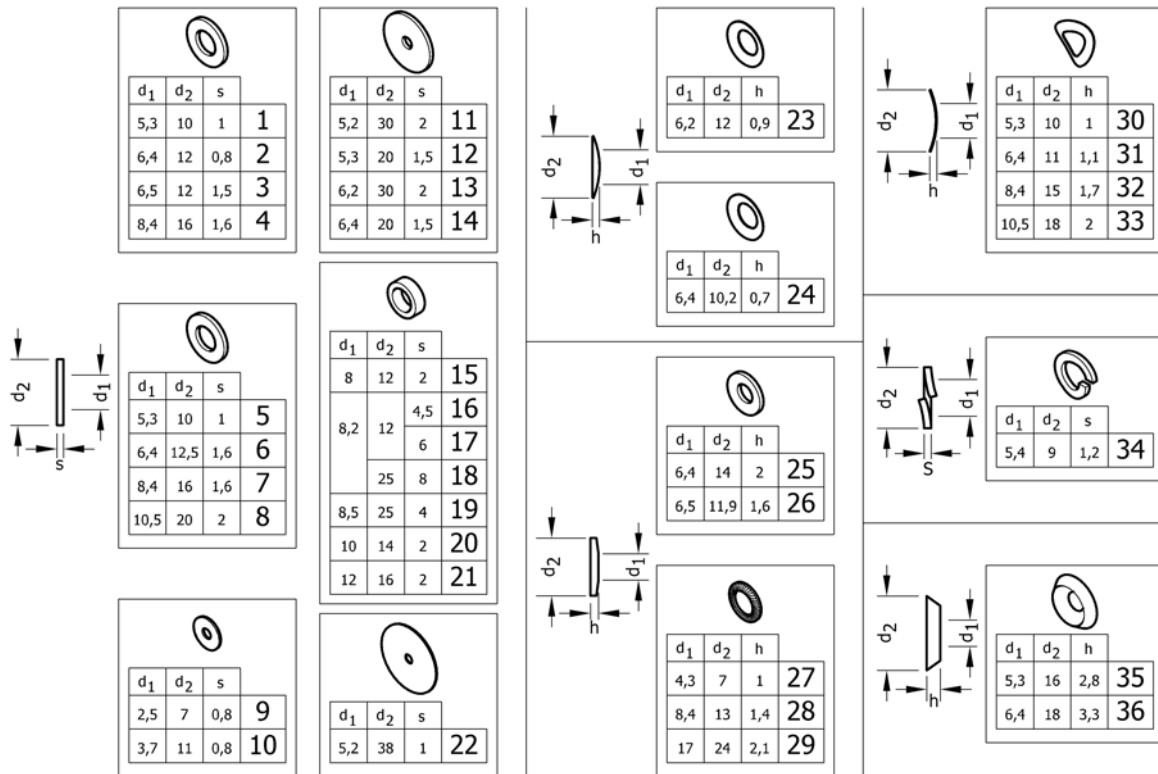 d1 d2 s
5,3 10 1 1
6,4 12 0,8 2
6,5 12 1,5 3
8,4 16 1,6 4
d2
d1
s
d1 d2 s
5,3 10 1 5
6,4 12,5 1,6 6
8,4 16 1,6 7
10,5 20 2 8
d1 d2 s
2,5 7 0,8 9
3,7 11 0,8 10
d1 d2 s
5,2 30 2 11
5,3 20 1,5 12
6,2 30 2 13
6,4 20 1,5 14
d1 d2 s
8 12 2 15
8,2 12 4,5 16
6 17
25 8 18
8,5 25 4 19
10 14 2 20
12 16 2 21
d1 d2 s
5,2 38 1 22
d2
d1
h
d1 d2 h
6,2 12 0,9 23
d1 d2 h
6,4 10,2 0,7 24
d2
d1
h
d1 d2 h
6,4 14 2 25
6,5 11,9 1,6 26
d1 d2 h
4,3 7 1 27
8,4 13 1,4 28
17 24 2,1 29
d2
d1
h
d1 d2 h
5,3 10 1 30
6,4 11 1,1 31
8,4 15 1,7 32
10,5 18 2 33
d2
d1
S
d1 d2 s
5,4 9 1,2 34
d2
d1
h
d1 d2 h
5,3 16 2,8 35
6,4 18 3,3 36